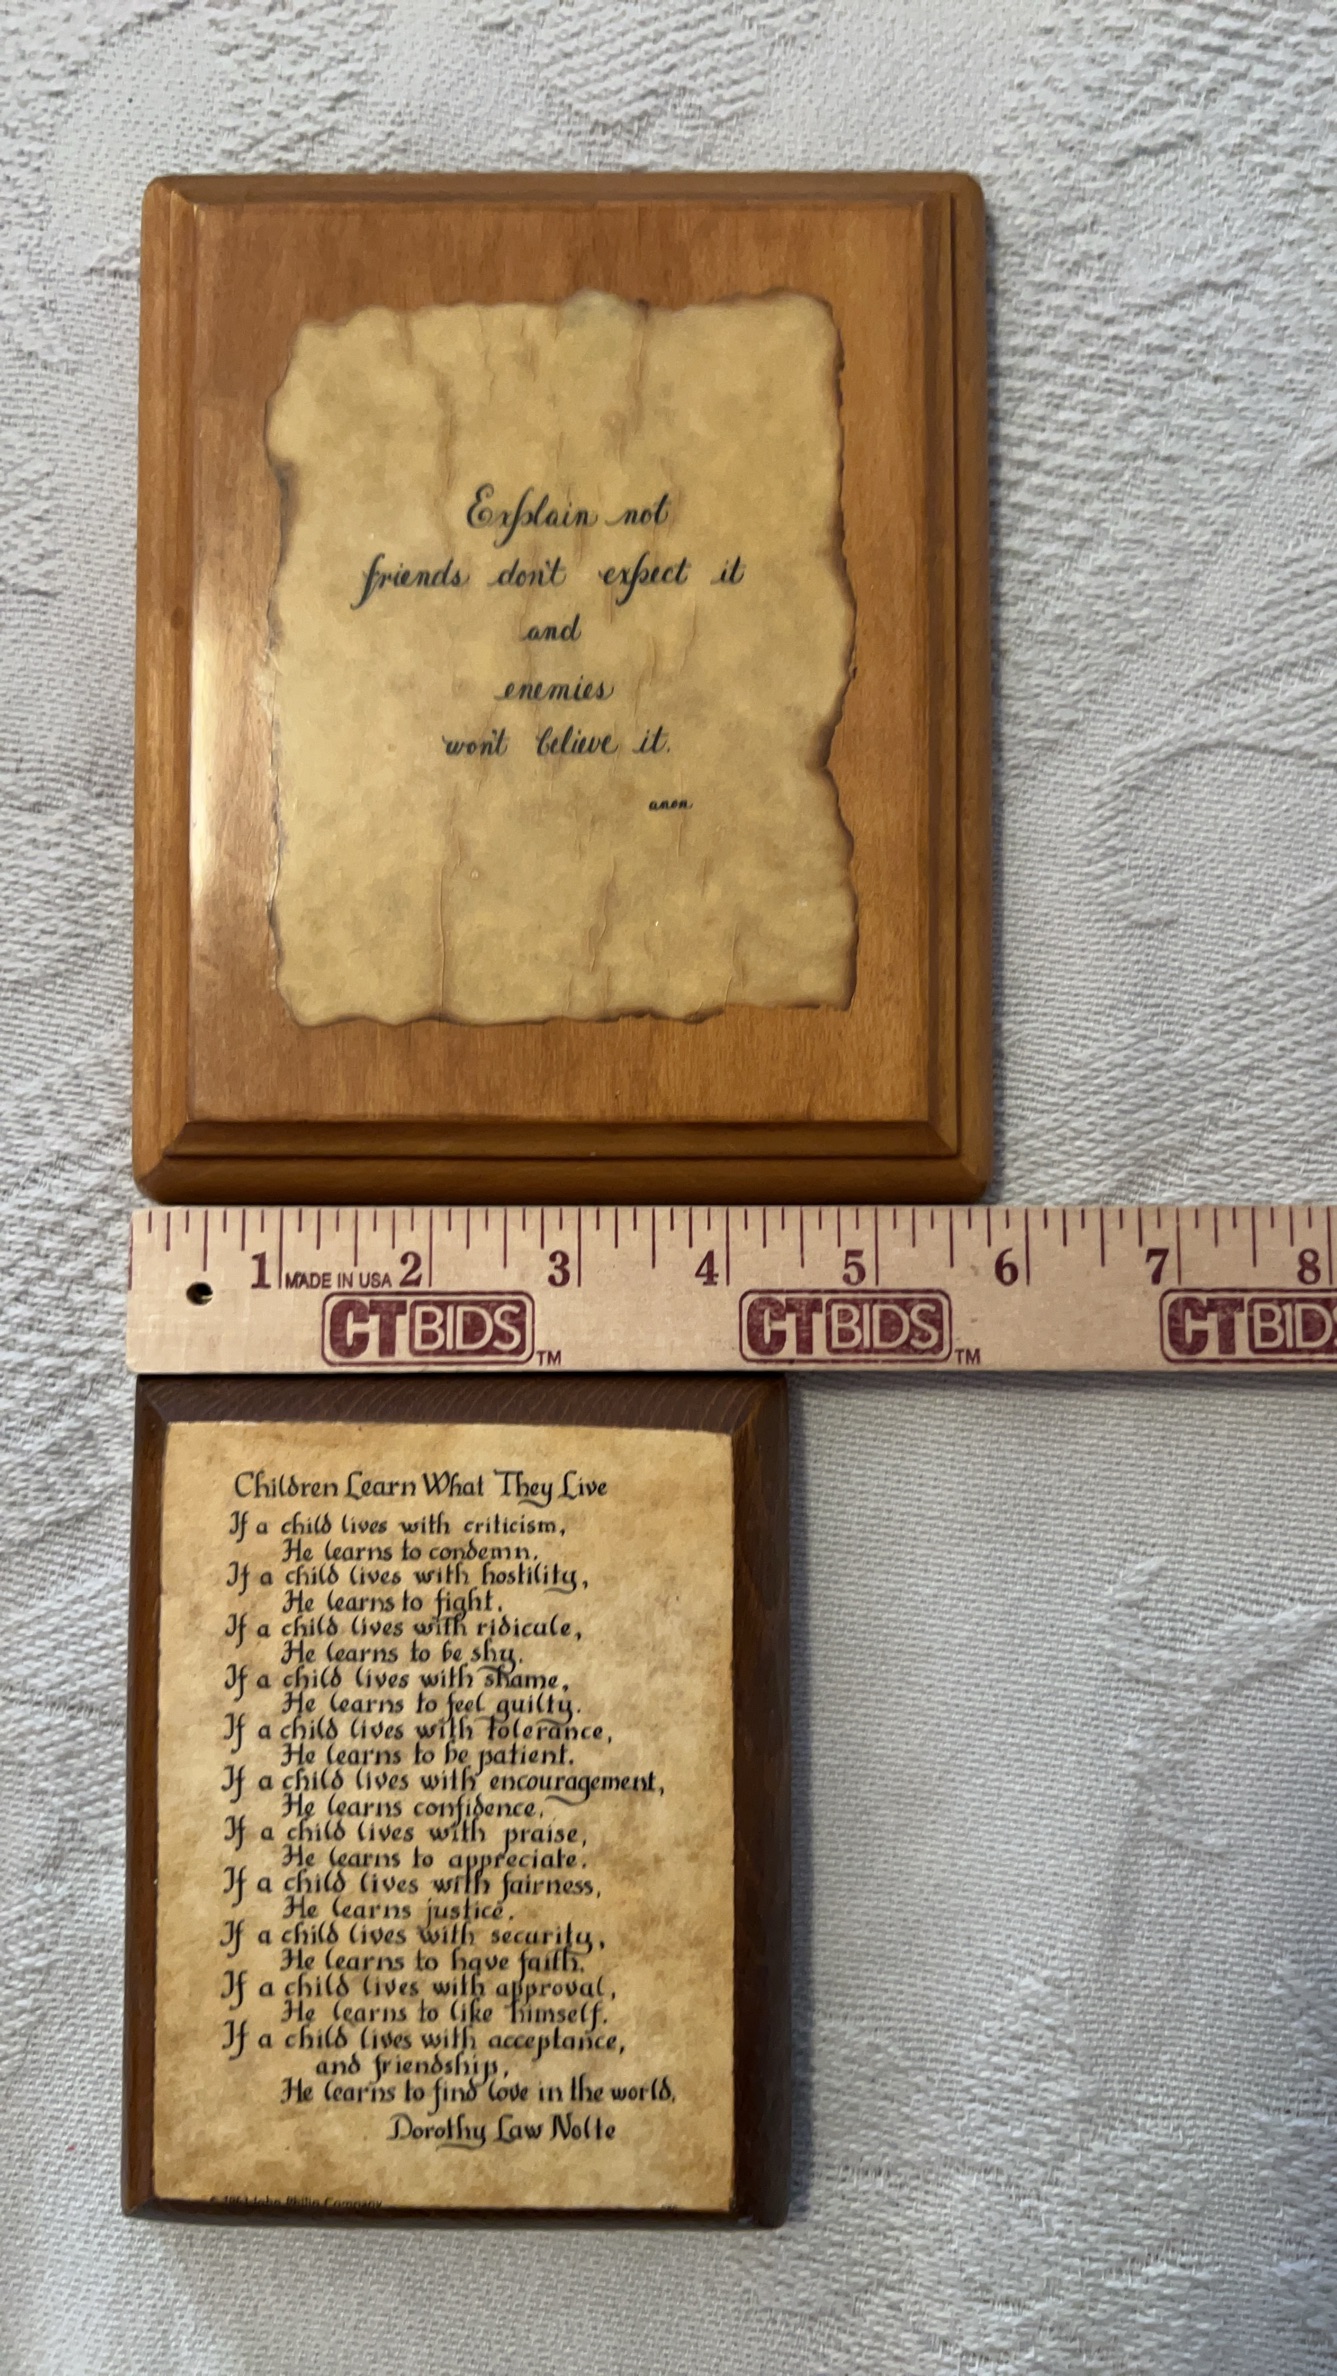 Explain not
friends don't expect it
and
enemies
won't believe it.
anon.
1 MADE IN USA 2 3 4 5 6 7 8
CTBIDS TM CTBIDS TM CTBIDS
Children Learn What They Live
If a child lives with criticism,
He learns to condemn.
If a child lives with hostility,
He learns to fight.
If a child lives with ridicule,
He learns to be shy.
If a child lives with shame,
He learns to feel guilty.
If a child lives with tolerance,
He learns to be patient.
If a child lives with encouragement,
He learns confidence.
If a child lives with praise,
He learns to appreciate.
If a child lives with fairness,
He learns justice.
If a child lives with security,
He learns to have faith.
If a child lives with approval,
He learns to like himself.
If a child lives with acceptance,
and friendship,
He learns to find love in the world.
Dorothy Law Nolte
© John Philip Company